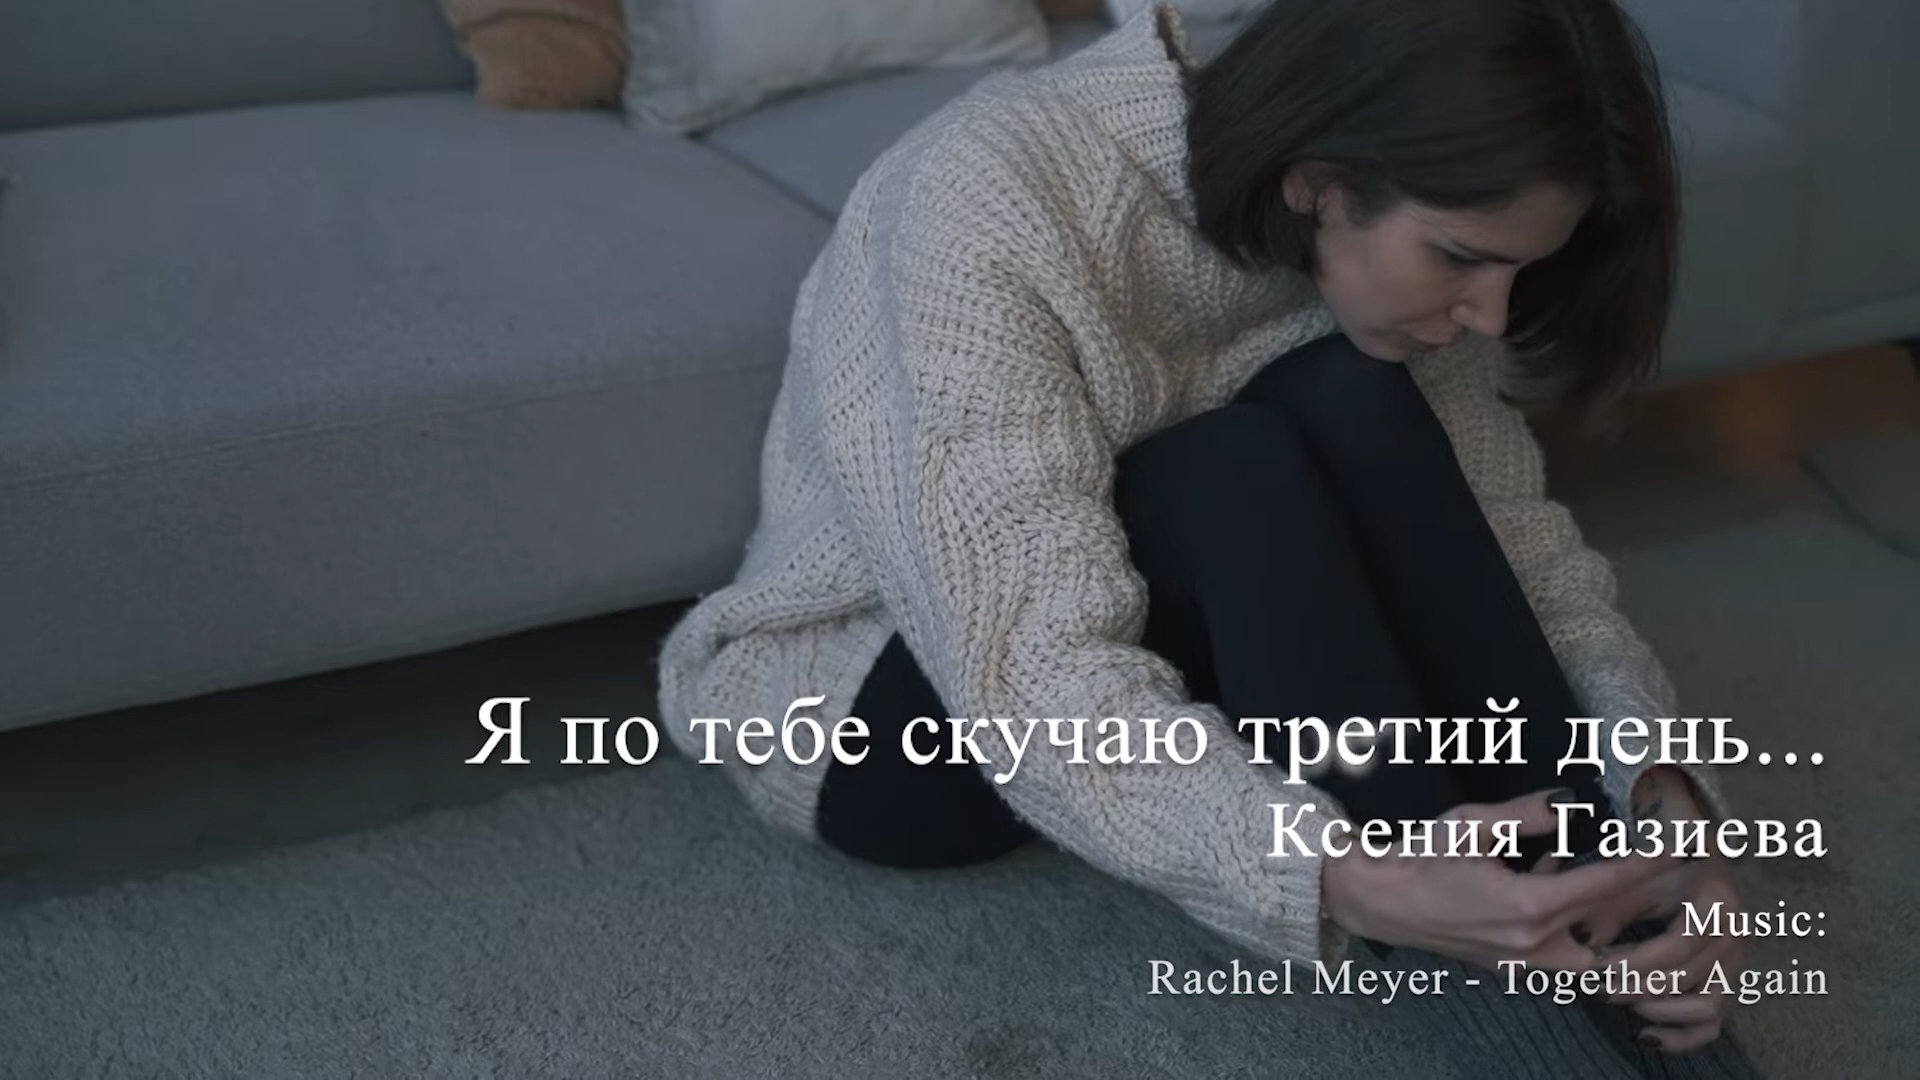 Я по тебе скучаю третий день...
Ксения Газиева
Music:
Rachel Meyer - Together Again